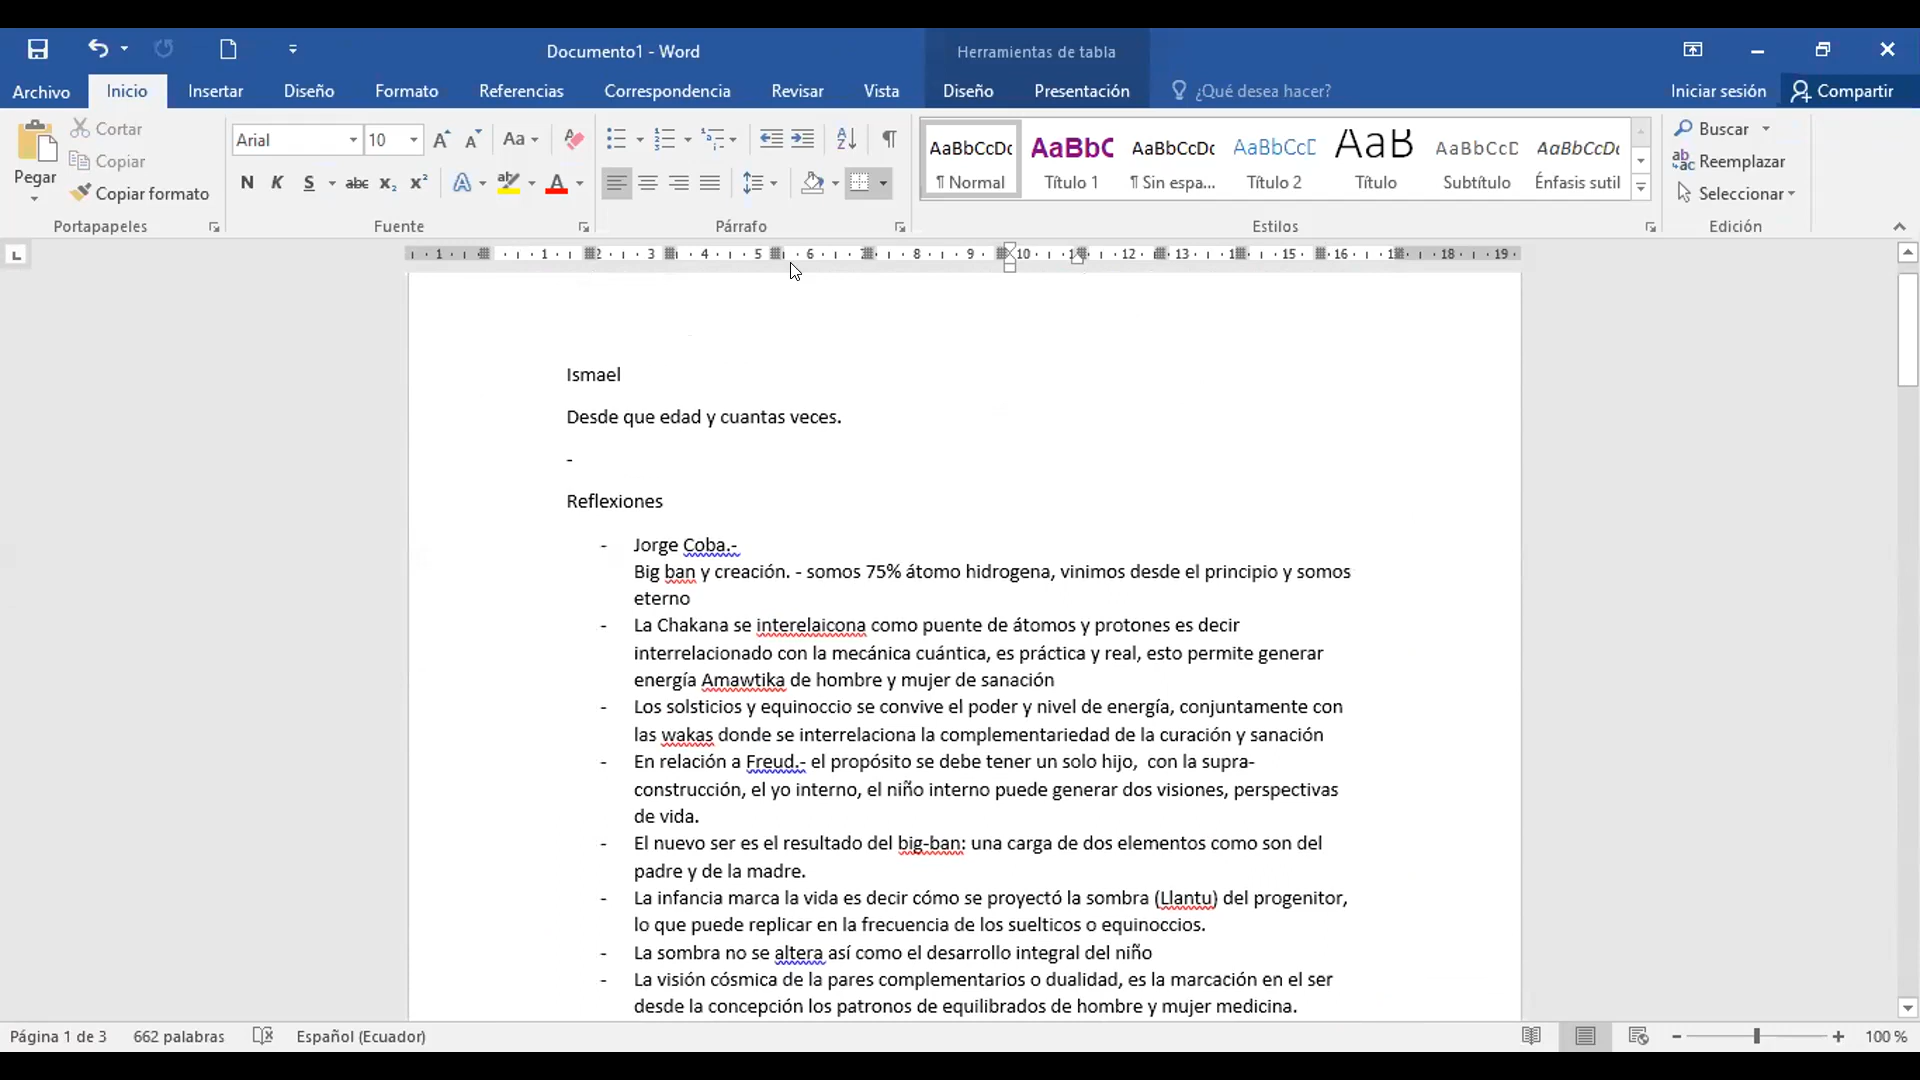 Documento1 - Word
Herramientas de tabla
Archivo Inicio Insertar Diseño Formato Referencias Correspondencia Revisar Vista Diseño Presentación ¿Qué desea hacer? Iniciar sesión Compartir
Pegar
Cortar
Copiar
Copiar formato
Portapapeles
Arial 10
N K S abc x₂ x²
Fuente
Párrafo
AaBbCcDc AaBbC AaBbCcDc AaBbCcD AaB AaBbCcD AaBbCcDc
¶ Normal Título 1 ¶ Sin espa... Título 2 Título Subtítulo Énfasis sutil
Estilos
Buscar
Reemplazar
Seleccionar
Edición
Ismael
Desde que edad y cuantas veces.
-
Reflexiones
- Jorge Coba.-
Big ban y creación. - somos 75% átomo hidrogena, vinimos desde el principio y somos
eterno
- La Chakana se interelaicona como puente de átomos y protones es decir
interrelacionado con la mecánica cuántica, es práctica y real, esto permite generar
energía Amawtika de hombre y mujer de sanación
- Los solsticios y equinoccio se convive el poder y nivel de energía, conjuntamente con
las wakas donde se interrelaciona la complementariedad de la curación y sanación
- En relación a Freud.- el propósito se debe tener un solo hijo,  con la supra-
construcción, el yo interno, el niño interno puede generar dos visiones, perspectivas
de vida.
- El nuevo ser es el resultado del big-ban: una carga de dos elementos como son del
padre y de la madre.
- La infancia marca la vida es decir cómo se proyectó la sombra (Llantu) del progenitor,
lo que puede replicar en la frecuencia de los suelticos o equinoccios.
- La sombra no se altera así como el desarrollo integral del niño
- La visión cósmica de la pares complementarios o dualidad, es la marcación en el ser
desde la concepción los patrones de equilibrados de hombre y mujer medicina.
Página 1 de 3 662 palabras Español (Ecuador) 100 %